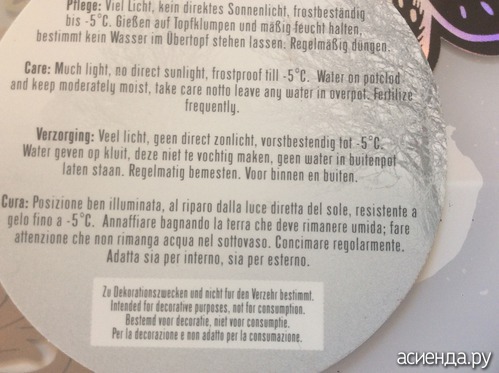 Pflege: Viel Licht, kein direktes Sonnenlicht, frostbeständig
bis -5°C. Gießen auf Topfklumpen und mäßig feucht halten,
bestimmt kein Wasser im Übertopf stehen lassen. Regelmäßig düngen.
Care: Much light, no direct sunlight, frostproof till -5°C. Water on potclod
and keep moderately moist, take care notto leave any water in overpot. Fertilize
frequently.
Verzorging: Veel licht, geen direct zonlicht, vorstbestendig tot -5°C.
Water geven op kluit, deze niet te vochtig maken, geen water in buitenpot
laten staan. Regelmatig bemesten. Voor binnen en buiten.
Cura: Posizione ben illuminata, al riparo dalla luce diretta del sole, resistente a
gelo fino a -5°C. Annaffiare bagnando la terra che deve rimanere umida; fare
attenzione che non rimanga acqua nel sottovaso. Concimare regolarmente.
Adatta sia per interno, sia per esterno.
Zu Dekorationszwecken und nicht für den Verzehr bestimmt.
Intended for decorative purposes, not for consumption.
Bestemd voor decoratie, niet voor consumptie.
Per la decorazione e non adatto per la consumazione.
асиенда.ру